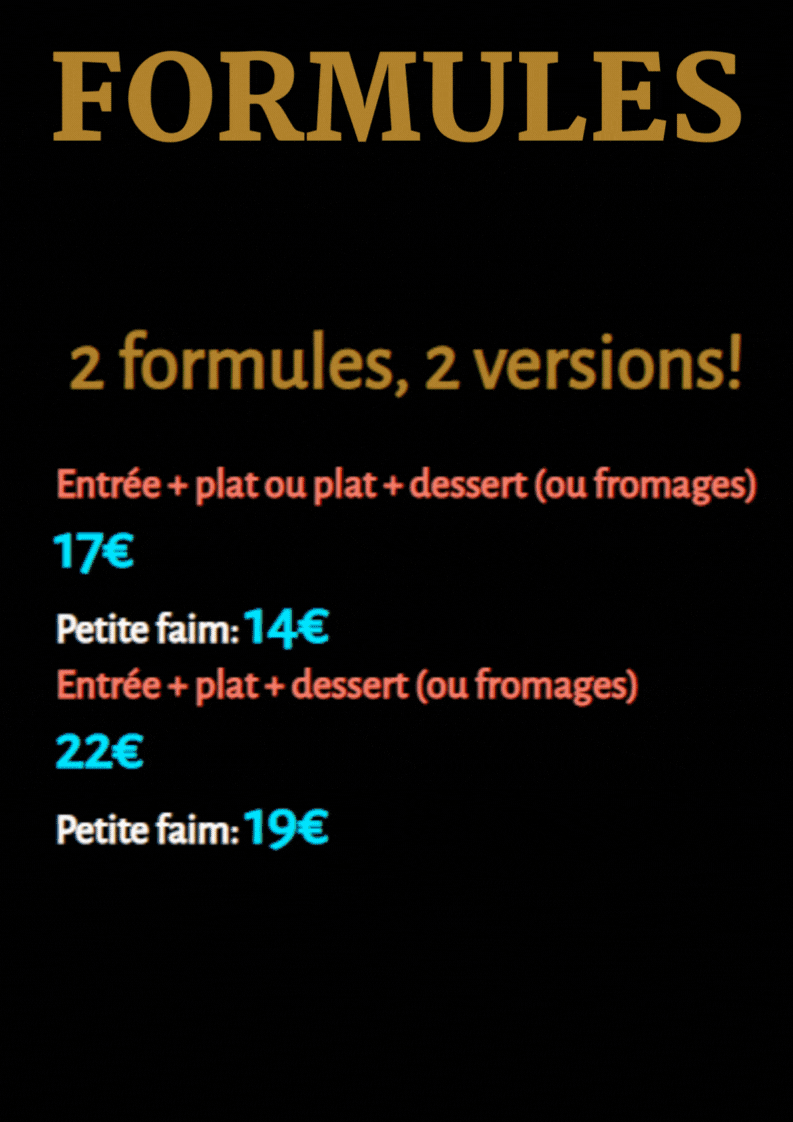 FORMULES
2 formules, 2 versions!
Entrée + plat ou plat + dessert (ou fromages)
17€
Petite faim: 14€
Entrée + plat + dessert (ou fromages)
22€
Petite faim: 19€